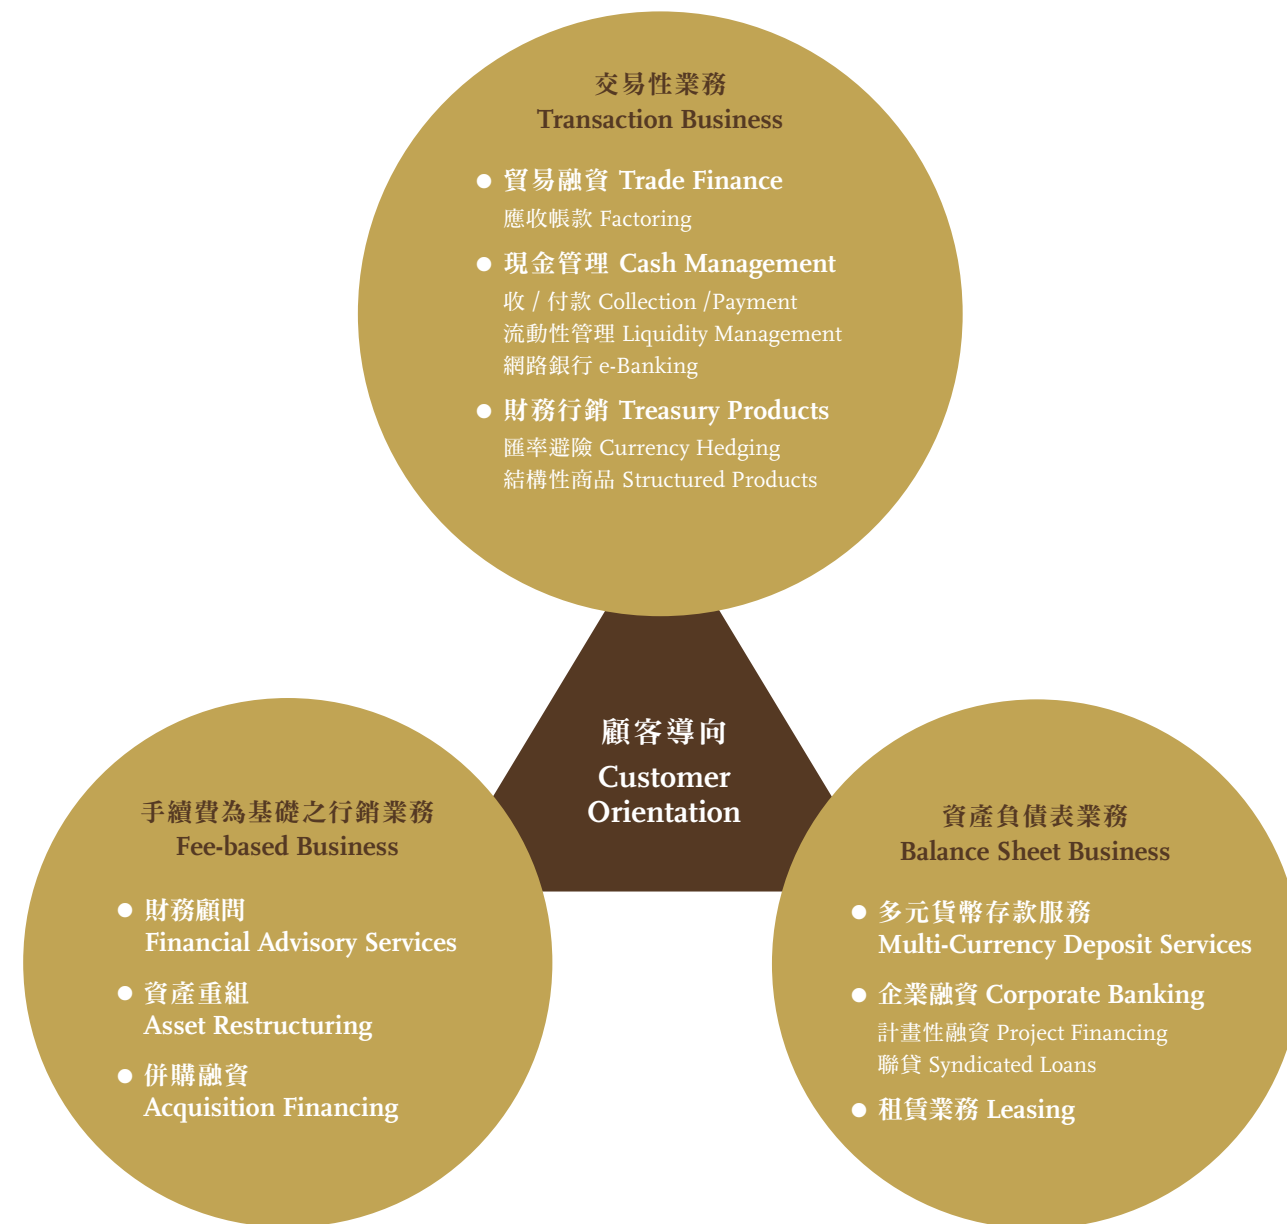 交易性業務
Transaction Business
● 貿易融資 Trade Finance
應收帳款 Factoring
● 現金管理 Cash Management
收 / 付款 Collection /Payment
流動性管理 Liquidity Management
網路銀行 e-Banking
● 財務行銷 Treasury Products
匯率避險 Currency Hedging
結構性商品 Structured Products
顧客導向
Customer
Orientation
手續費為基礎之行銷業務
Fee-based Business
● 財務顧問
Financial Advisory Services
● 資產重組
Asset Restructuring
● 併購融資
Acquisition Financing
資產負債表業務
Balance Sheet Business
● 多元貨幣存款服務
Multi-Currency Deposit Services
● 企業融資 Corporate Banking
計畫性融資 Project Financing
聯貸 Syndicated Loans
● 租賃業務 Leasing